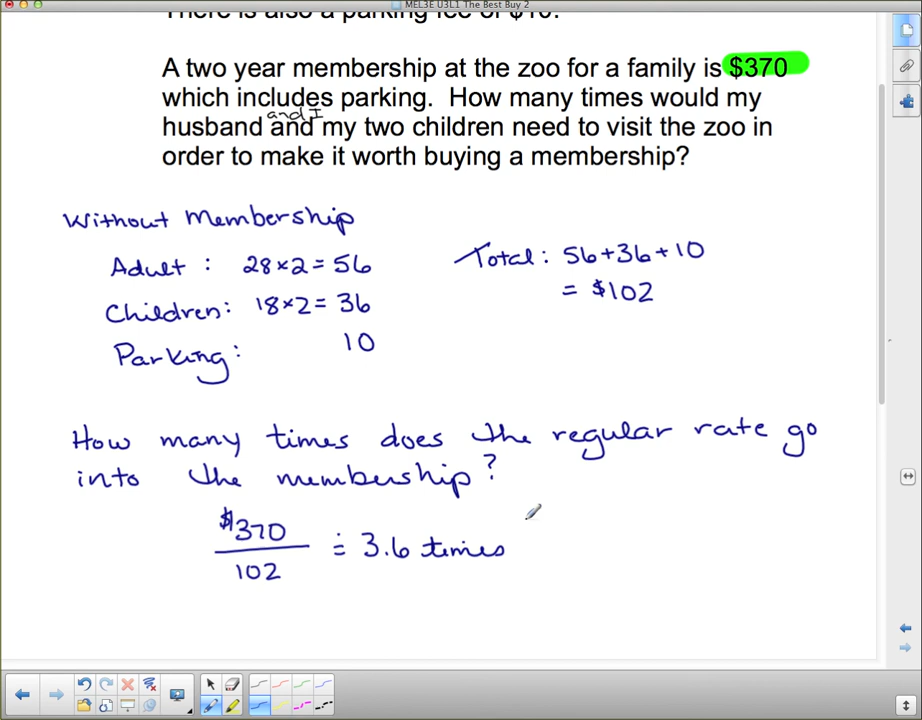 MEL3E U3L1 The Best Buy 2
There is also a parking fee of $10.
A two year membership at the zoo for a family is $370
which includes parking. How many times would my
and I
husband and my two children need to visit the zoo in
order to make it worth buying a membership?
Without Membership
Adult : 28×2 = 56
Total: 56+36+10
Children: 18×2 = 36
= $102
Parking: 10
How many times does the regular rate go
into the membership?
$370
102
≐ 3.6 times